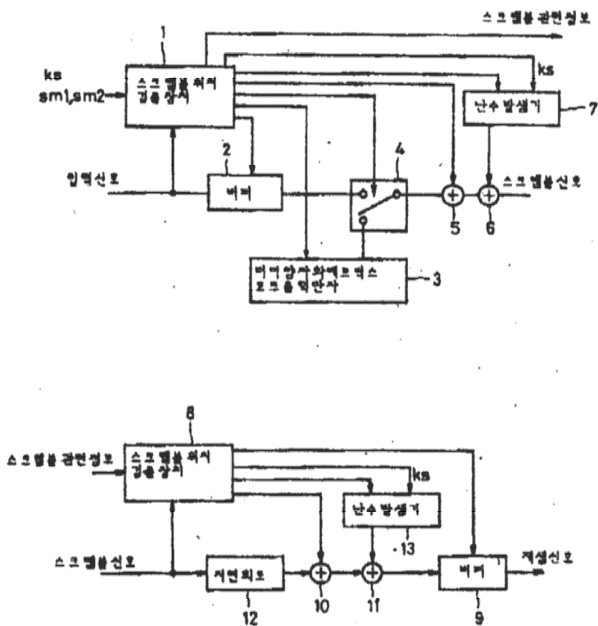 스크램블 관련정보
1
ks
sm1,sm2
스크램블 위치
검출장치
ks
난수 발생기
7
입력신호
2
버퍼
4
스크램블신호
5
6
3
8
스크램블 관련정보
스크램블 위치
검출장치
ks
난수 발생기
13
스크램블신호
지연회로
12
10
11
버퍼
9
재생신호